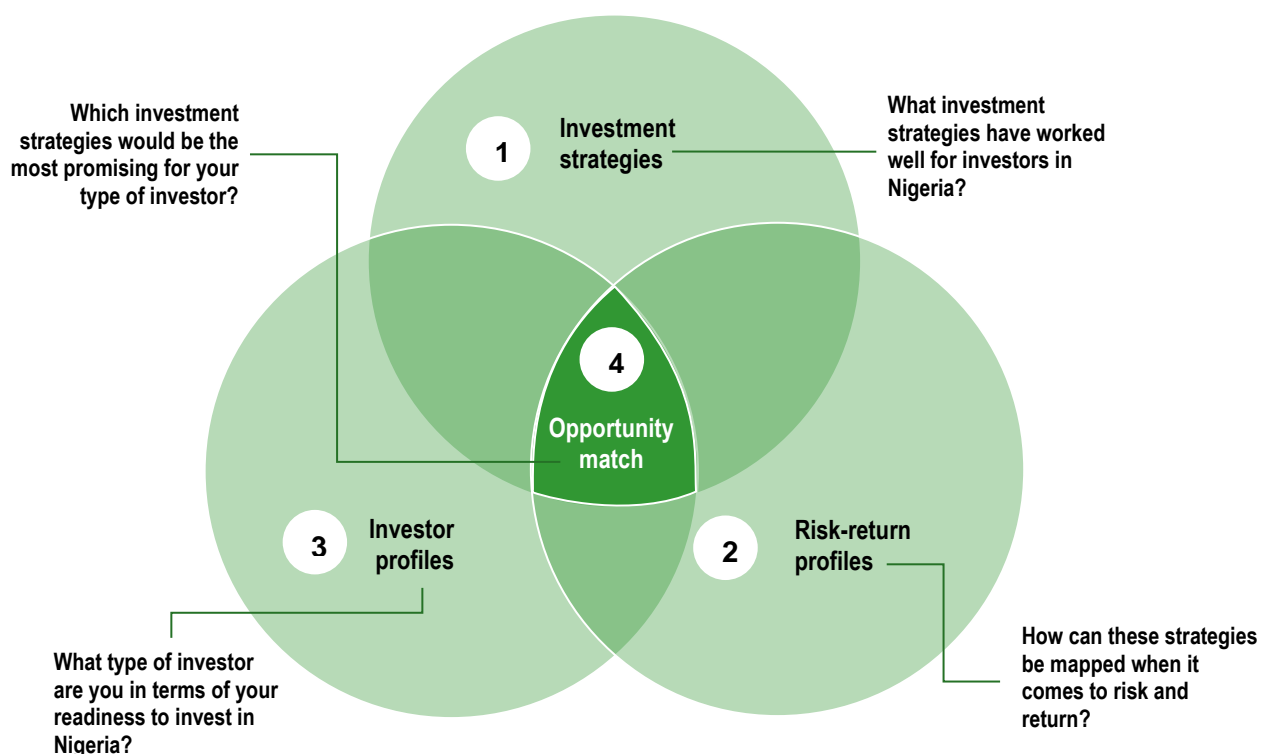 Which investment
strategies would be the
most promising for your
type of investor?
1
Investment
strategies
What investment
strategies have worked
well for investors in
Nigeria?
4
Opportunity
match
3
Investor
profiles
2
Risk-return
profiles
What type of investor
are you in terms of your
readiness to invest in
Nigeria?
How can these strategies
be mapped when it
comes to risk and
return?